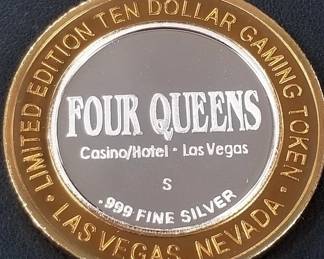 LIMITED EDITION TEN DOLLAR GAMING TOKEN
FOUR QUEENS
Casino/Hotel · Las Vegas
S
.999 FINE SILVER
· LAS VEGAS, NEVADA ·